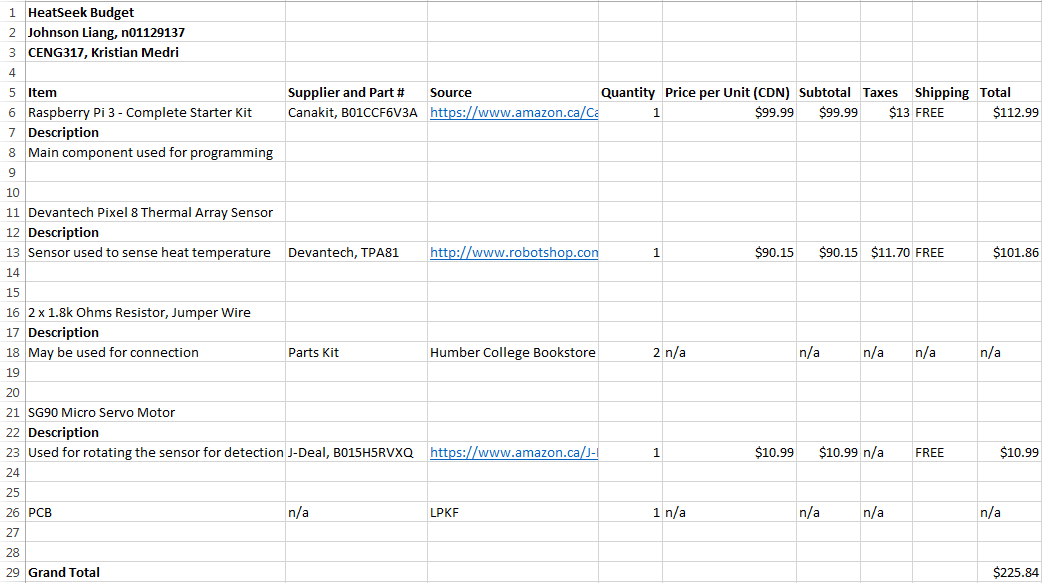 1 HeatSeek Budget
2 Johnson Liang, n01129137
3 CENG317, Kristian Medri
4
5 Item Supplier and Part # Source Quantity Price per Unit (CDN) Subtotal Taxes Shipping Total
6 Raspberry Pi 3 - Complete Starter Kit Canakit, B01CCF6V3A https://www.amazon.ca/Ca 1 $99.99 $99.99 $13 FREE $112.99
7 Description
8 Main component used for programming
9
10
11 Devantech Pixel 8 Thermal Array Sensor
12 Description
13 Sensor used to sense heat temperature Devantech, TPA81 http://www.robotshop.com 1 $90.15 $90.15 $11.70 FREE $101.86
14
15
16 2 x 1.8k Ohms Resistor, Jumper Wire
17 Description
18 May be used for connection Parts Kit Humber College Bookstore 2 n/a n/a n/a n/a n/a
19
20
21 SG90 Micro Servo Motor
22 Description
23 Used for rotating the sensor for detection J-Deal, B015H5RVXQ https://www.amazon.ca/J- 1 $10.99 $10.99 n/a FREE $10.99
24
25
26 PCB n/a LPKF 1 n/a n/a n/a n/a
27
28
29 Grand Total $225.84